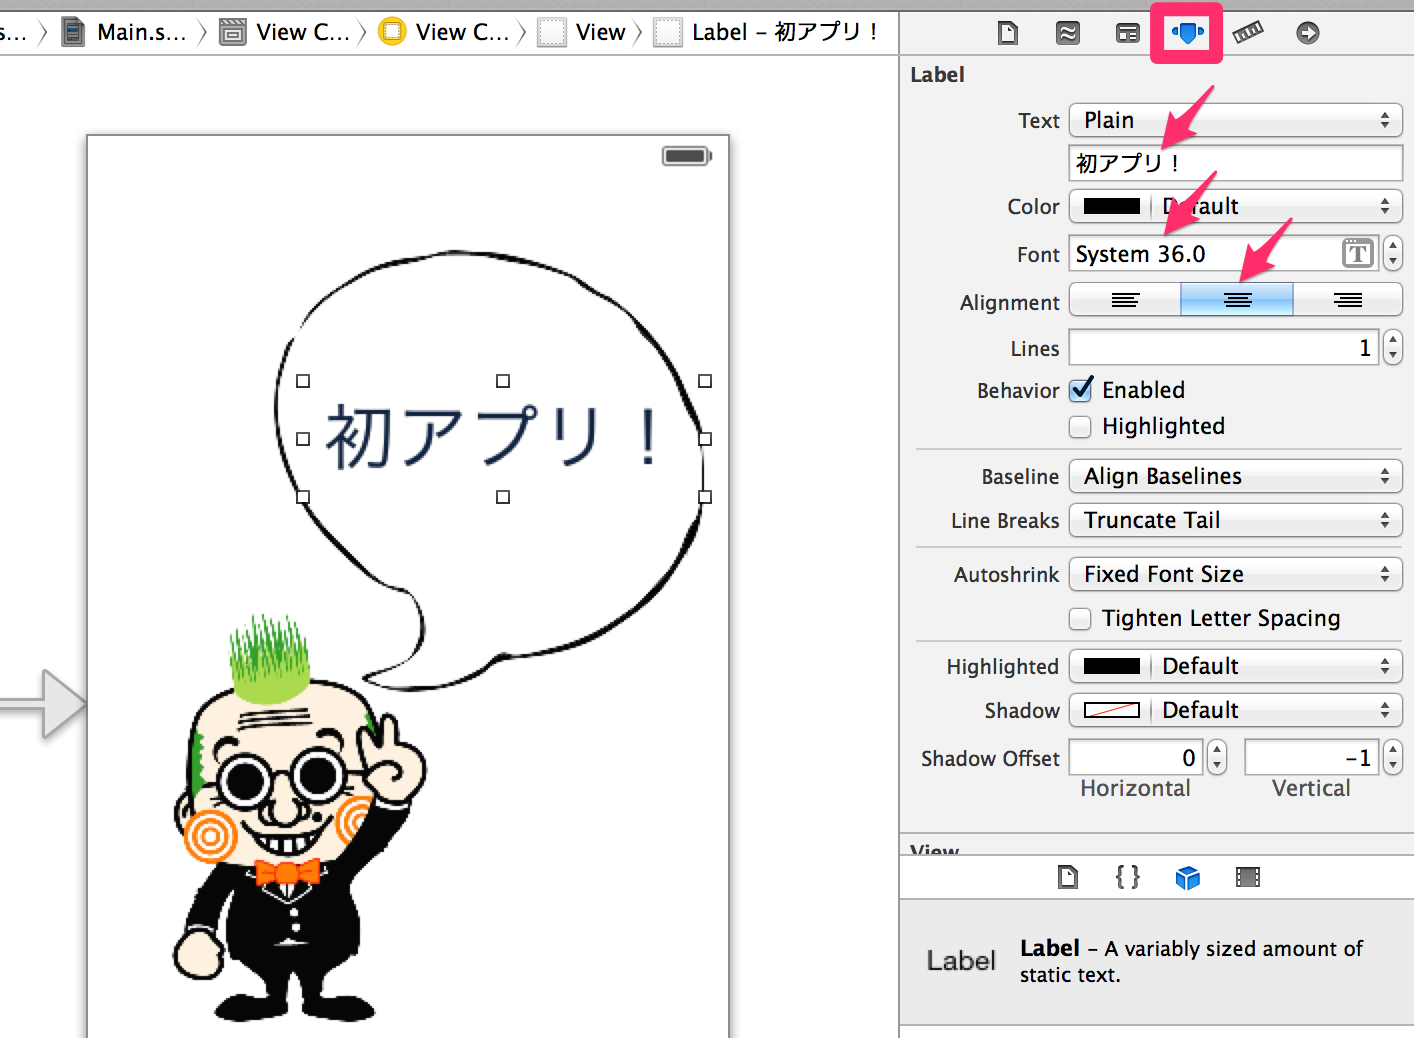 s... Main.s... View C... View C... View Label – 初アプリ！
Label
Text Plain
初アプリ！
Color Default
Font System 36.0 T
Alignment
Lines 1
Behavior Enabled
Highlighted
Baseline Align Baselines
Line Breaks Truncate Tail
Autoshrink Fixed Font Size
Tighten Letter Spacing
Highlighted Default
Shadow Default
Shadow Offset 0 -1
Horizontal Vertical
View
{ }
Label Label – A variably sized amount of
static text.
初アプリ！